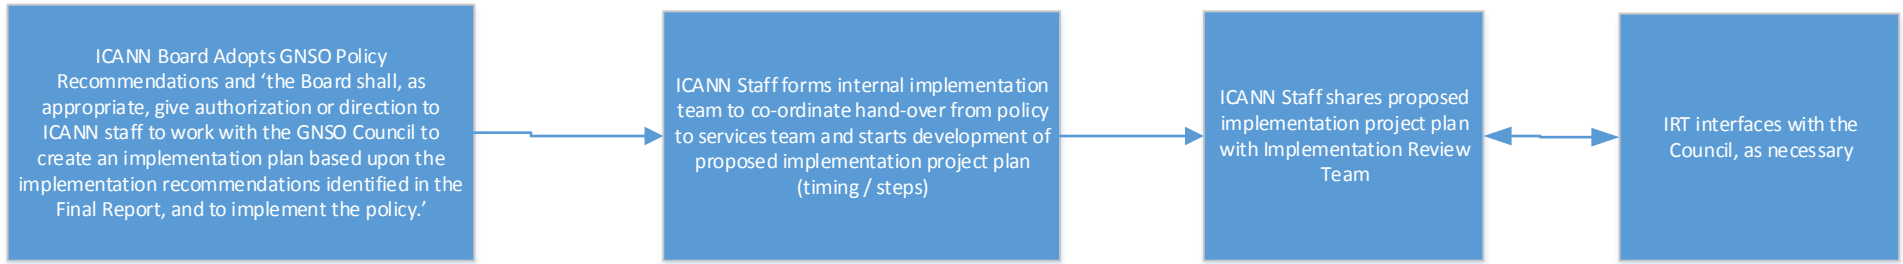 ICANN Board Adopts GNSO Policy
Recommendations and ‘the Board shall, as
appropriate, give authorization or direction to
ICANN staff to work with the GNSO Council to
create an implementation plan based upon the
implementation recommendations identified in the
Final Report, and to implement the policy.’
ICANN Staff forms internal implementation
team to co-ordinate hand-over from policy
to services team and starts development of
proposed implementation project plan
(timing / steps)
ICANN Staff shares proposed
implementation project plan
with Implementation Review
Team
IRT interfaces with the
Council, as necessary